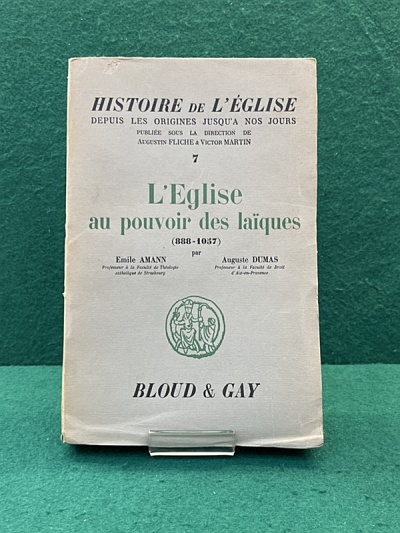 HISTOIRE DE L'ÉGLISE
DEPUIS LES ORIGINES JUSQU'A NOS JOURS
PUBLIÉE SOUS LA DIRECTION DE
AUGUSTIN FLICHE & VICTOR MARTIN
7
L'Eglise
au pouvoir des laïques
(888-1057)
par
Emile AMANN
Professeur à la Faculté de Théologie
catholique de Strasbourg
Auguste DUMAS
Professeur à la Faculté de Droit
d'Aix-en-Provence
BLOUD & GAY